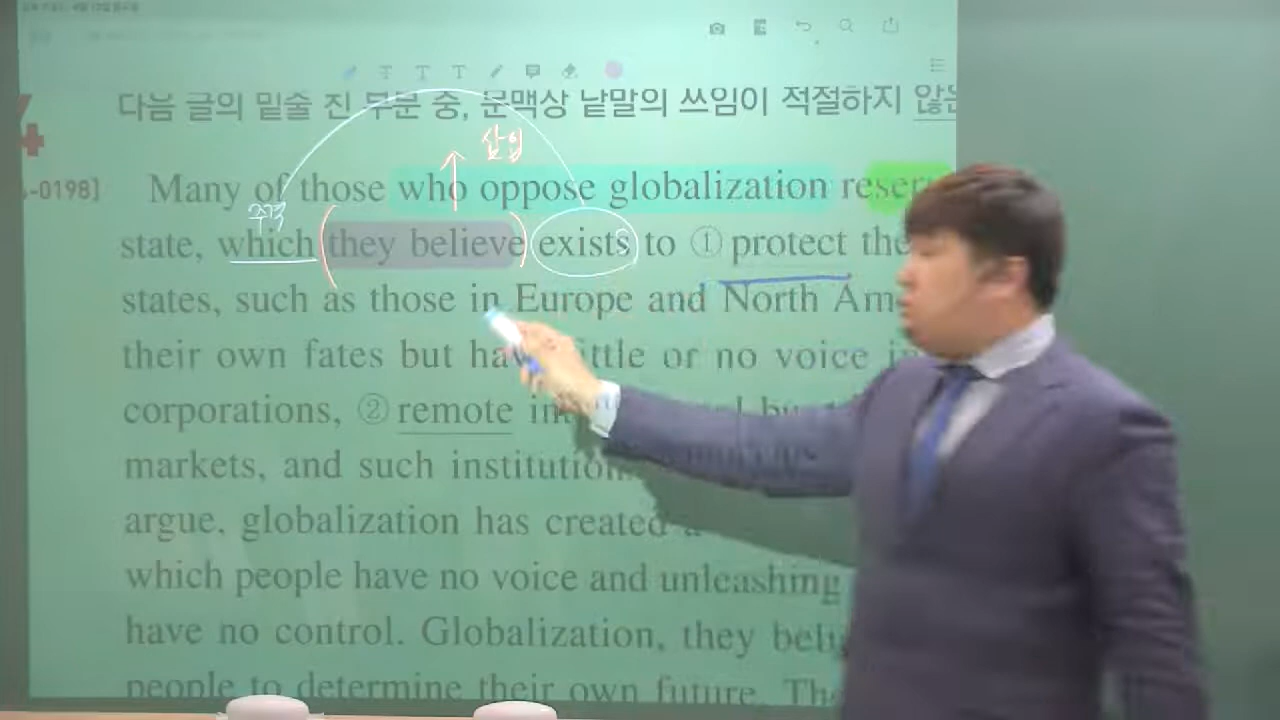 다음 글의 밑줄 친 부분 중, 문맥상 낱말의 쓰임이 적절하지 않은
삽입
-0198]
Many of those who oppose globalization reser
주격
state, which (they believe) exists to ① protect the
states, such as those in Europe and North Am
their own fates but have little or no voice i
corporations, ② remote in
markets, and such institution
argue, globalization has created a
which people have no voice and unleashing
have no control. Globalization, they beli
people to determine their own future. The